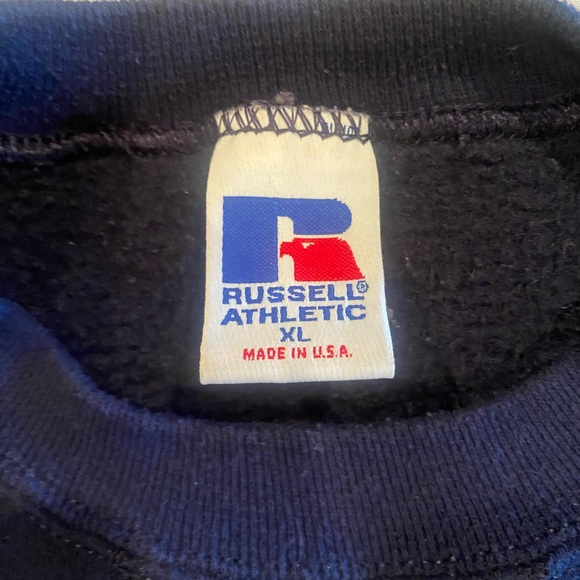 R
RUSSELL®
ATHLETIC
XL
MADE IN U.S.A.